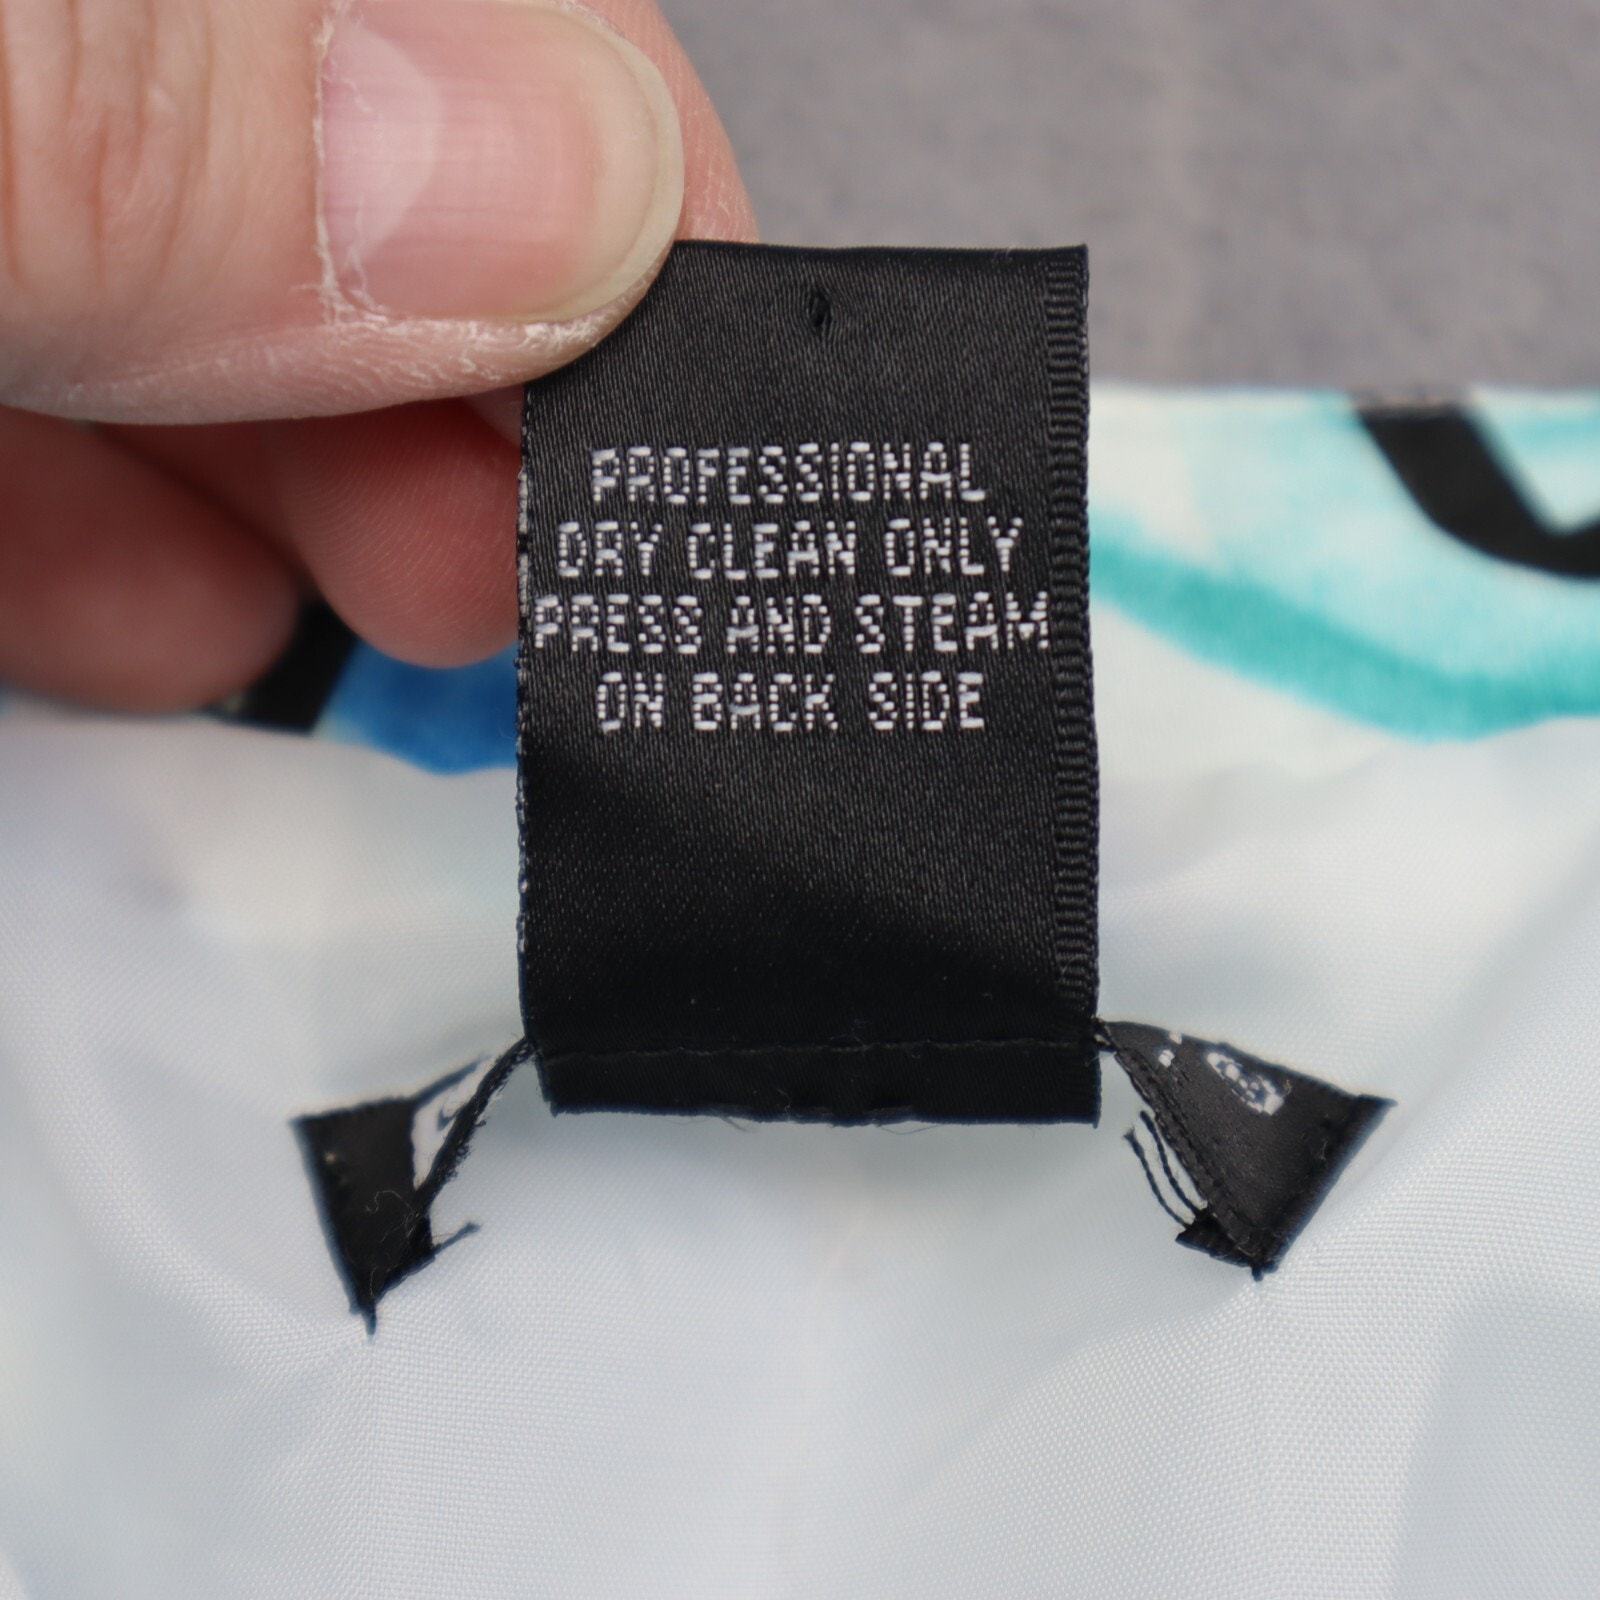 PROFESSIONAL
DRY CLEAN ONLY
PRESS AND STEAM
ON BACK SIDE